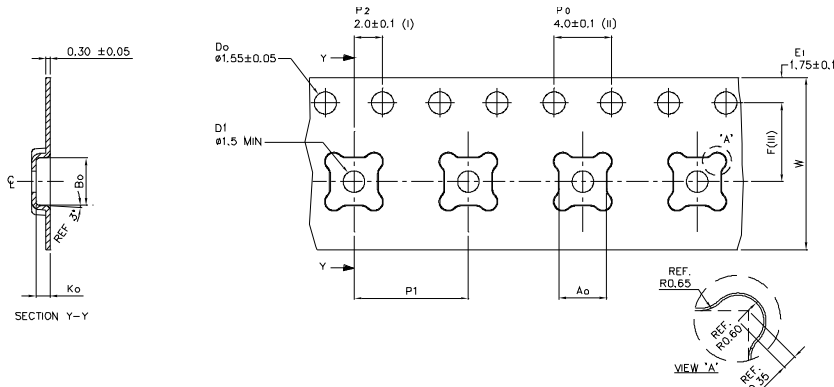 P2
2.0±0.1 (I)
P0
4.0±0.1 (II)
0.30 ±0.05
Do
ø1.55±0.05
Y
E1
1.75±0.1
D1
ø1.5 MIN
"A"
F(III)
W
Bo
REF 3°
Ko
SECTION Y-Y
Y
P1
Ao
REF.
R0.65
REF.
R0.60
VIEW "A"
REF.